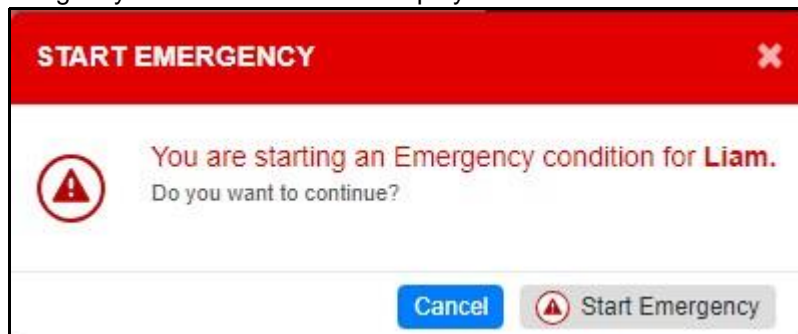 START EMERGENCY
You are starting an Emergency condition for Liam.
Do you want to continue?
Cancel
Start Emergency